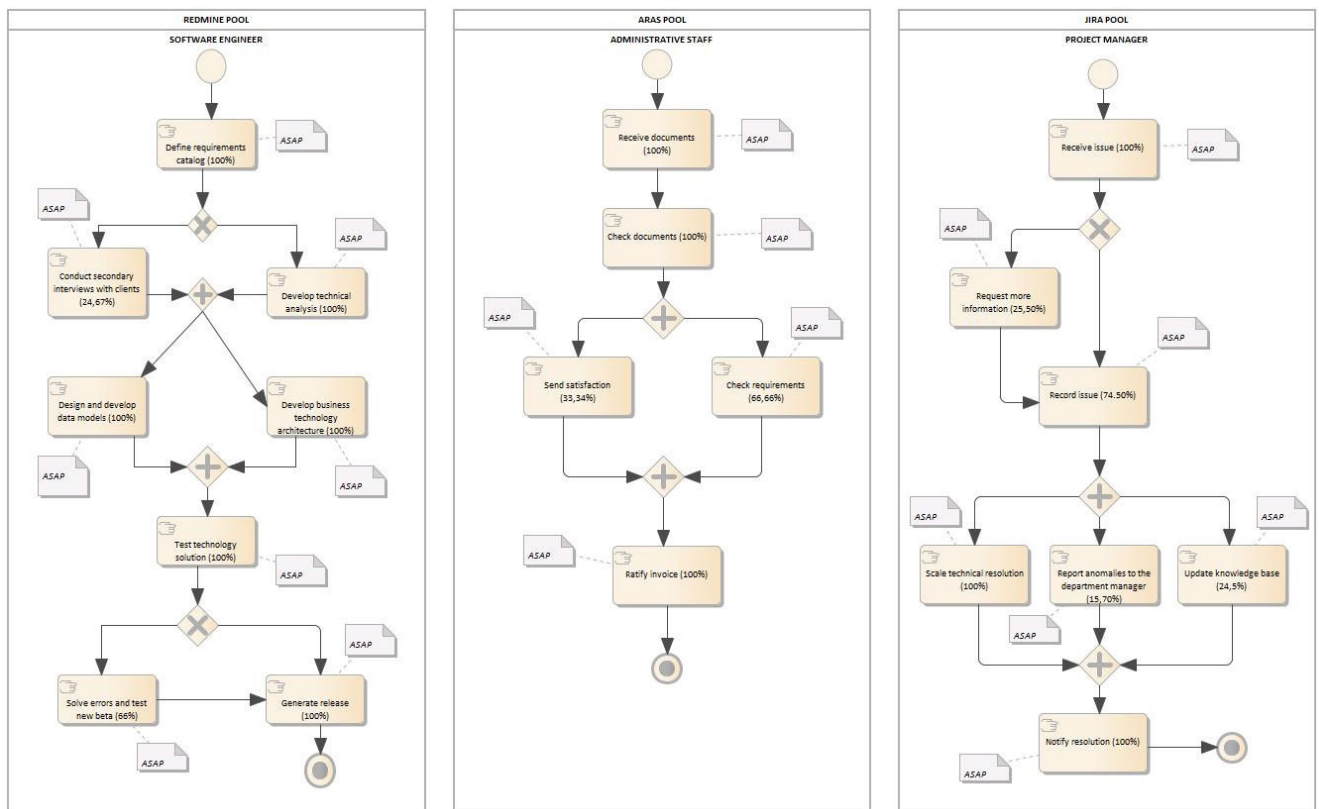 REDMINE POOL
SOFTWARE ENGINEER
Define requirements
catalog (100%)
ASAP
ASAP
ASAP
Conduct secondary
interviews with clients
(24,67%)
Develop technical
analysis (100%)
Design and develop
data models (100%)
Develop business
technology
architecture (100%)
ASAP
ASAP
Test technology
solution (100%)
ASAP
ASAP
Solve errors and test
new beta (66%)
Generate release
(100%)
ASAP
ARAS POOL
ADMINISTRATIVE STAFF
Receive documents
(100%)
ASAP
Check documents (100%)
ASAP
ASAP
ASAP
Send satisfaction
(33,34%)
Check requirements
(66,66%)
ASAP
Ratify invoice (100%)
JIRA POOL
PROJECT MANAGER
Receive issue (100%)
ASAP
ASAP
Request more
information (25,50%)
ASAP
Record issue (74.50%)
ASAP
ASAP
Scale technical resolution
(100%)
Report anomalies to the
department manager
(15,70%)
Update knowledge base
(24,5%)
ASAP
Notify resolution (100%)
ASAP